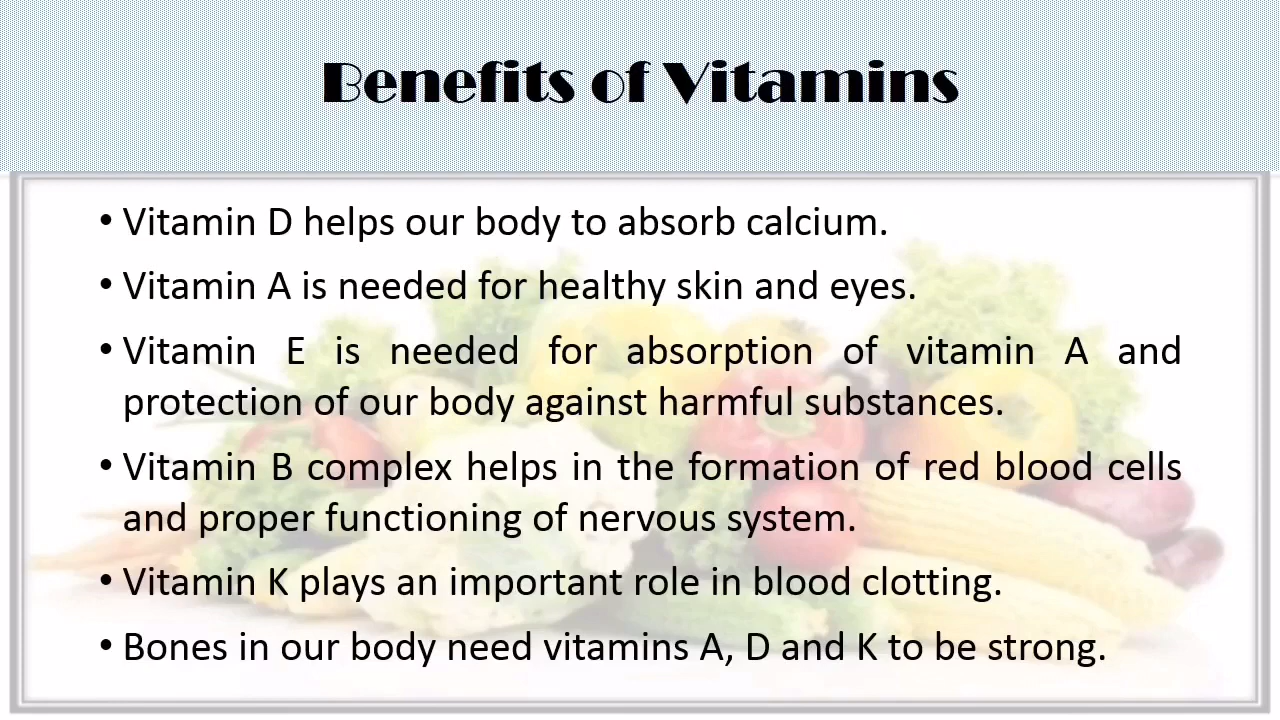 Benefits of Vitamins
• Vitamin D helps our body to absorb calcium.
• Vitamin A is needed for healthy skin and eyes.
• Vitamin E is needed for absorption of vitamin A and
protection of our body against harmful substances.
• Vitamin B complex helps in the formation of red blood cells
and proper functioning of nervous system.
• Vitamin K plays an important role in blood clotting.
• Bones in our body need vitamins A, D and K to be strong.